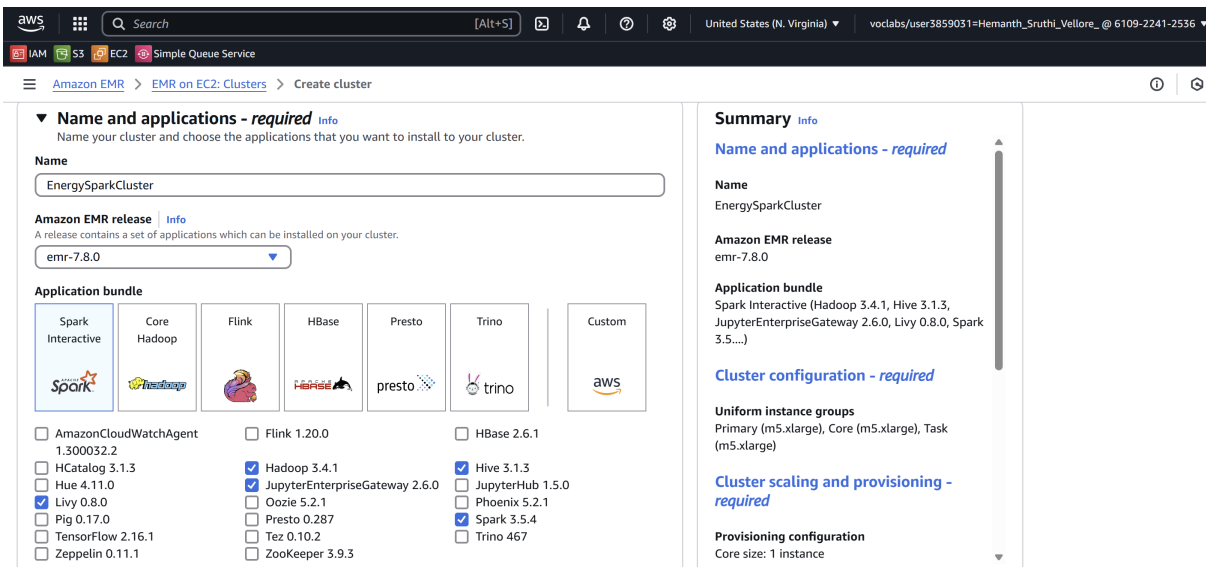 aws
Search
[Alt+S]
United States (N. Virginia) ▼
voclabs/user3859031=Hemanth_Sruthi_Vellore_ @ 6109-2241-2536 ▼
IAM S3 EC2 Simple Queue Service
Amazon EMR > EMR on EC2: Clusters > Create cluster
▼ Name and applications - required Info
Name your cluster and choose the applications that you want to install to your cluster.
Name
EnergySparkCluster
Amazon EMR release Info
A release contains a set of applications which can be installed on your cluster.
emr-7.8.0
Application bundle
Spark
Interactive
APACHE
Spark
Core
Hadoop
hadoop
Flink
HBase
APACHE
HBASE
Presto
presto
Trino
trino
Custom
aws
AmazonCloudWatchAgent
1.300032.2
Flink 1.20.0
HBase 2.6.1
HCatalog 3.1.3
Hadoop 3.4.1
Hive 3.1.3
Hue 4.11.0
JupyterEnterpriseGateway 2.6.0
JupyterHub 1.5.0
Livy 0.8.0
Oozie 5.2.1
Phoenix 5.2.1
Pig 0.17.0
Presto 0.287
Spark 3.5.4
TensorFlow 2.16.1
Tez 0.10.2
Trino 467
Zeppelin 0.11.1
ZooKeeper 3.9.3
Summary Info
Name and applications - required
Name
EnergySparkCluster
Amazon EMR release
emr-7.8.0
Application bundle
Spark Interactive (Hadoop 3.4.1, Hive 3.1.3,
JupyterEnterpriseGateway 2.6.0, Livy 0.8.0, Spark
3.5....)
Cluster configuration - required
Uniform instance groups
Primary (m5.xlarge), Core (m5.xlarge), Task
(m5.xlarge)
Cluster scaling and provisioning -
required
Provisioning configuration
Core size: 1 instance